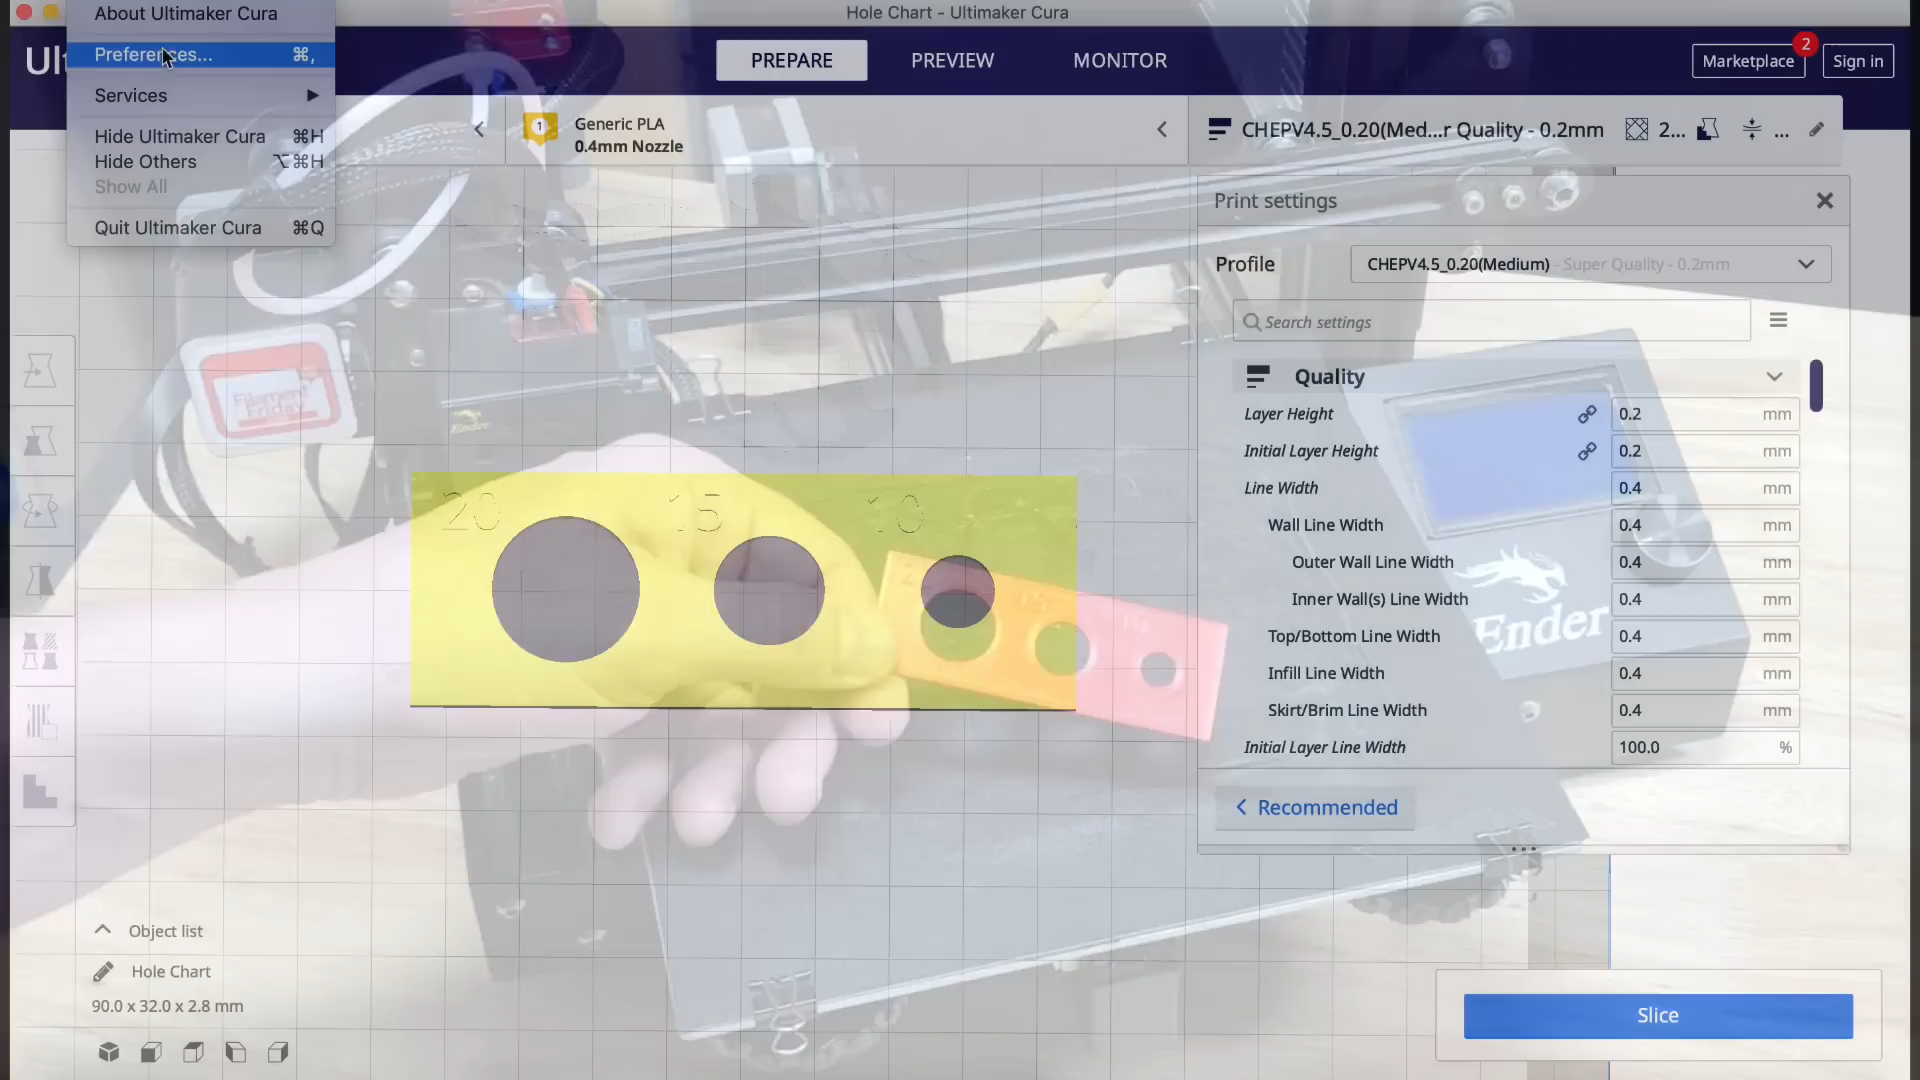 About Ultimaker Cura
Hole Chart - Ultimaker Cura
Preferences... ⌘,
Ul
PREPARE
PREVIEW
MONITOR
Marketplace
2
Sign in
Services
Hide Ultimaker Cura ⌘H
Hide Others ⌥⌘H
Show All
Quit Ultimaker Cura ⌘Q
1
Generic PLA
0.4mm Nozzle
CHEPV4.5_0.20(Med...r Quality - 0.2mm
2...
...
Print settings
Profile
CHEPV4.5_0.20(Medium) - Super Quality - 0.2mm
Search settings
Quality
Layer Height 0.2 mm
Initial Layer Height 0.2 mm
Line Width 0.4 mm
Wall Line Width 0.4 mm
Outer Wall Line Width 0.4 mm
Inner Wall(s) Line Width 0.4 mm
Top/Bottom Line Width 0.4 mm
Infill Line Width 0.4 mm
Skirt/Brim Line Width 0.4 mm
Initial Layer Line Width 100.0 %
Recommended
Filament
Friday
Ender
20 15 10
Ender
Object list
Hole Chart
90.0 x 32.0 x 2.8 mm
Slice